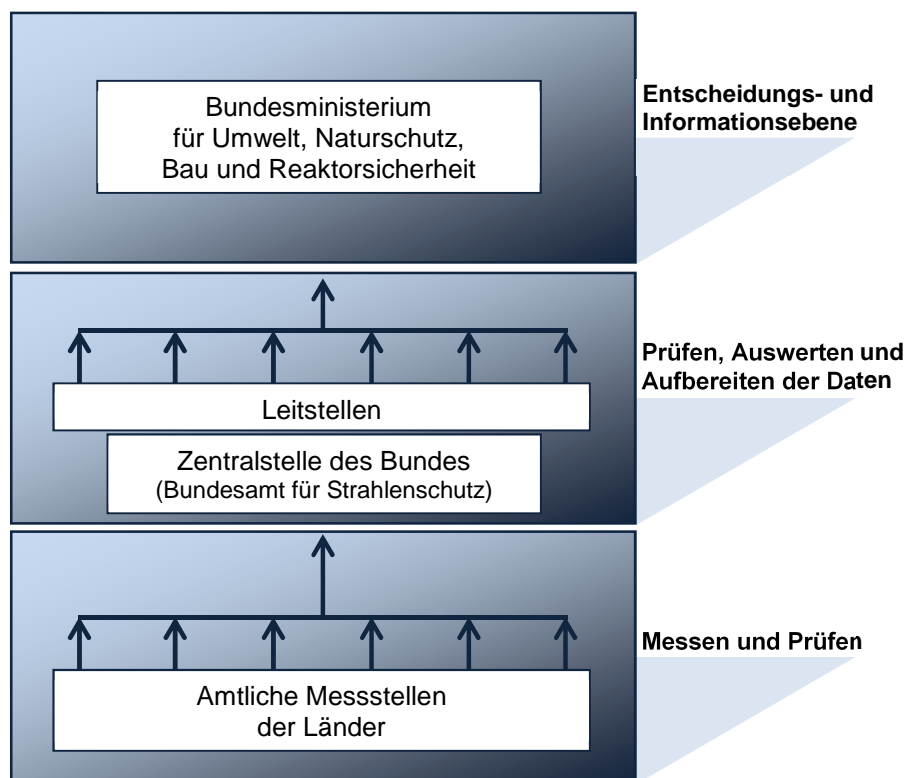 Bundesministerium
für Umwelt, Naturschutz,
Bau und Reaktorsicherheit
Entscheidungs- und
Informationsebene
Leitstellen
Zentralstelle des Bundes
(Bundesamt für Strahlenschutz)
Prüfen, Auswerten und
Aufbereiten der Daten
Amtliche Messstellen
der Länder
Messen und Prüfen